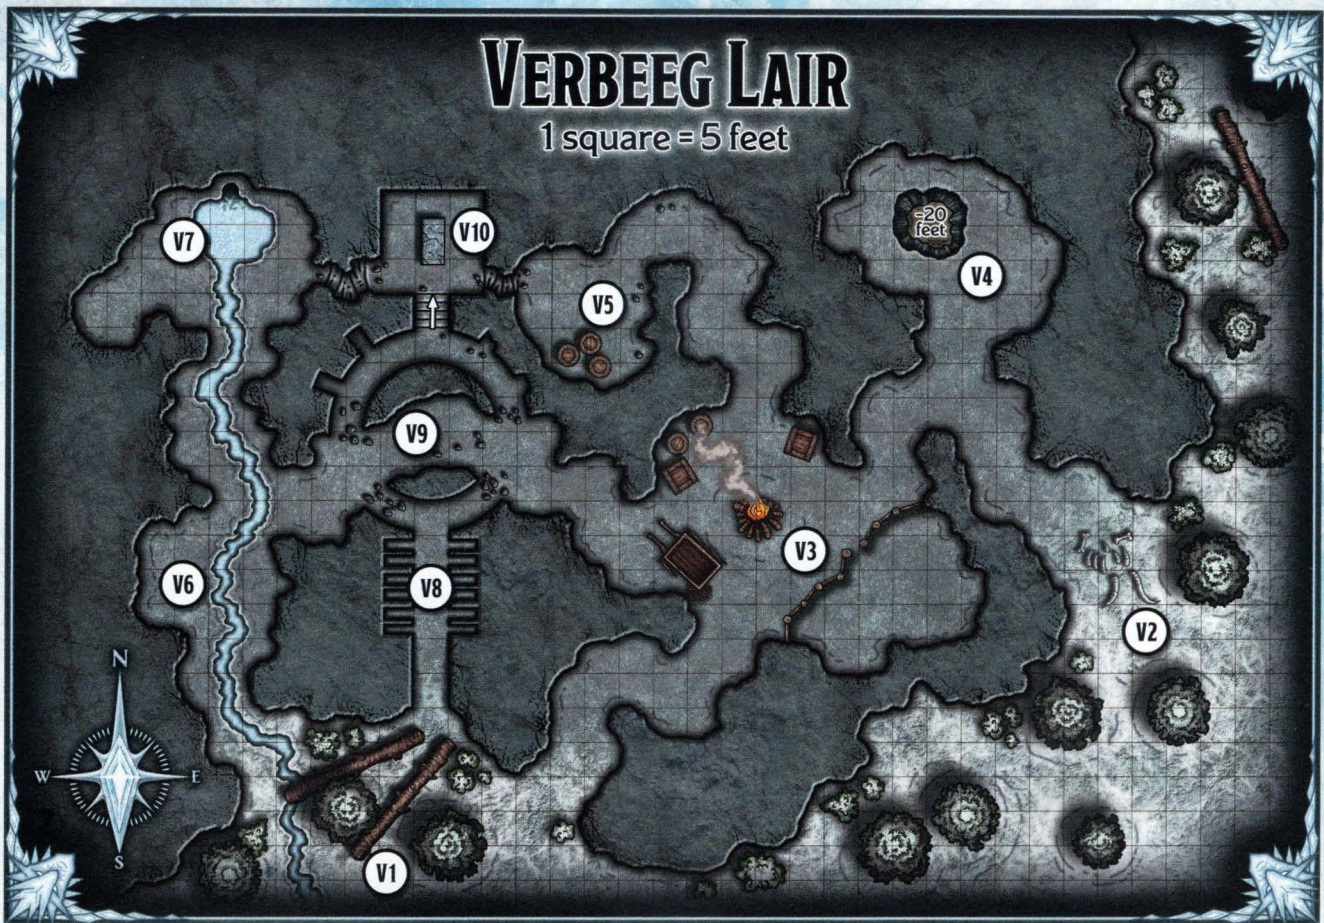 VERBEEG LAIR
1 square = 5 feet
V7
V10
-20
feet
V4
V5
V9
V3
V6
V8
V2
N
W
E
S
V1